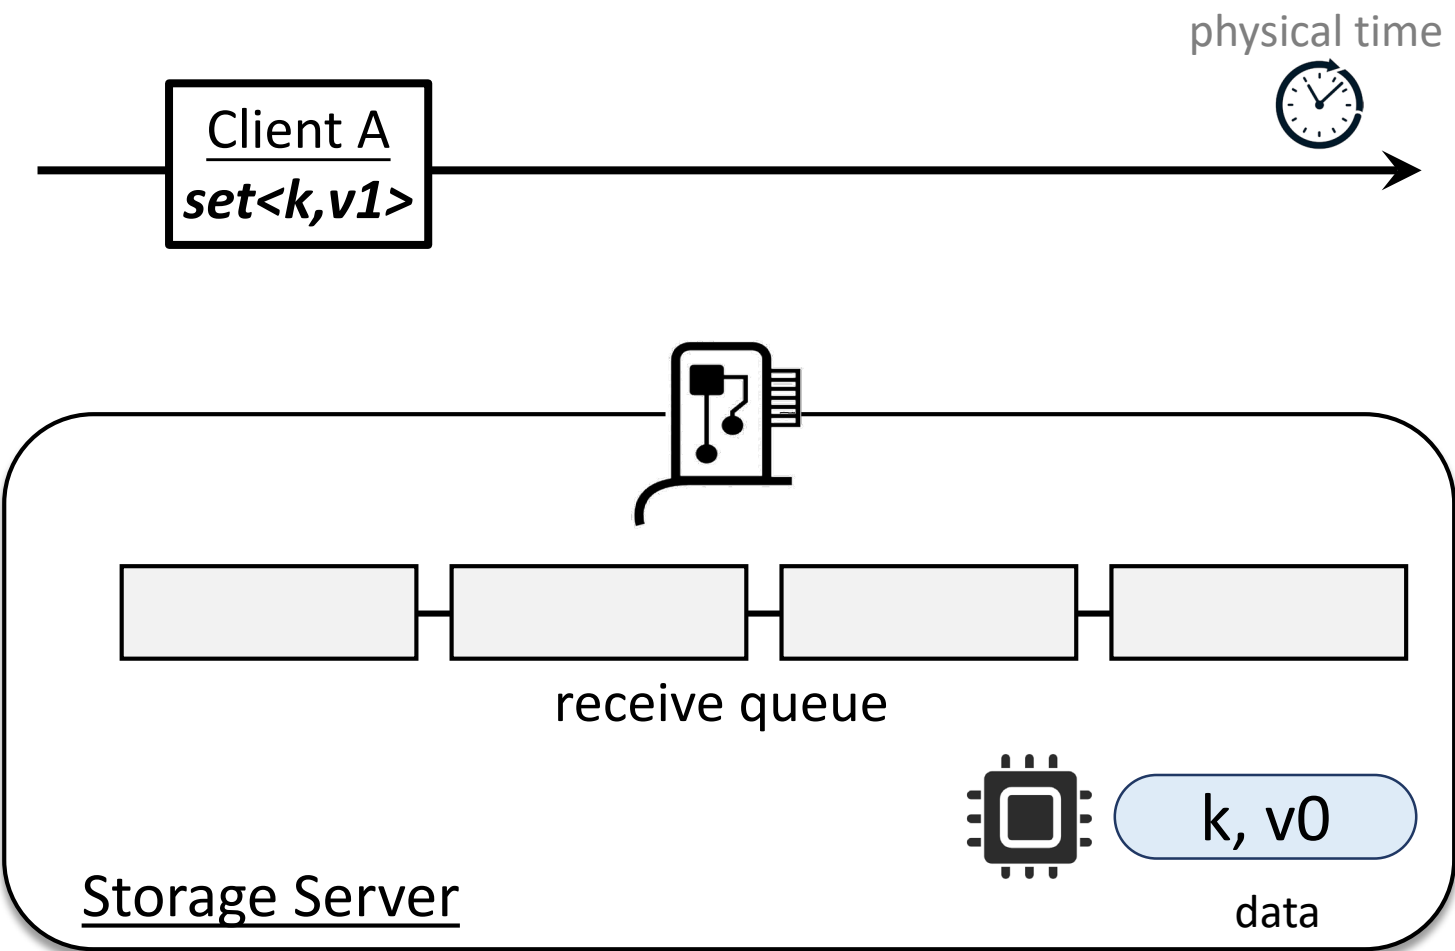 physical time
Client A
set<k,v1>
receive queue
k, v0
Storage Server
data